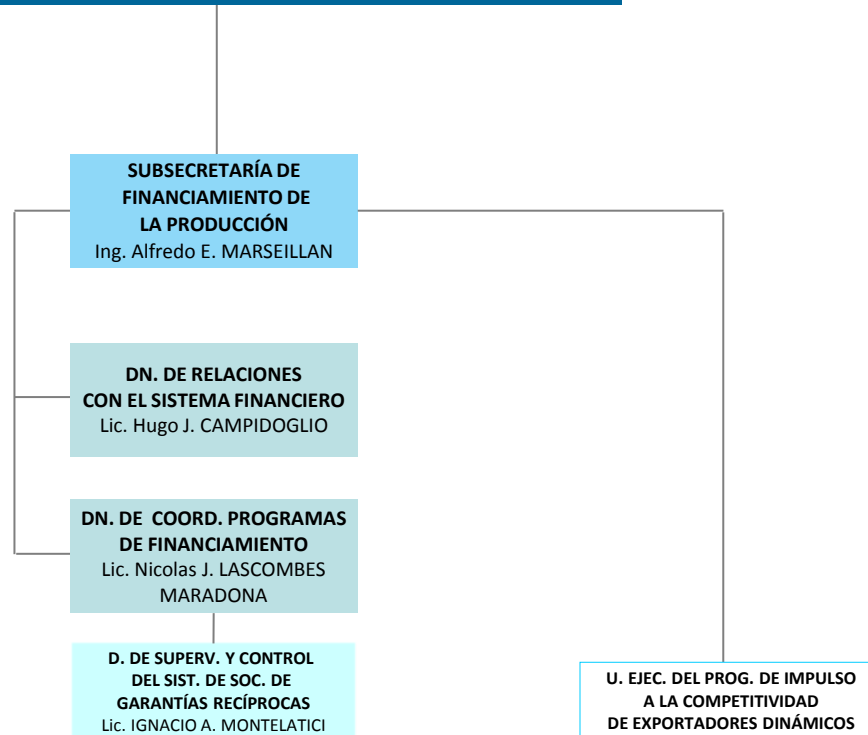 SUBSECRETARÍA DE
FINANCIAMIENTO DE
LA PRODUCCIÓN
Ing. Alfredo E. MARSEILLAN
DN. DE RELACIONES
CON EL SISTEMA FINANCIERO
Lic. Hugo J. CAMPIDOGLIO
DN. DE COORD. PROGRAMAS
DE FINANCIAMIENTO
Lic. Nicolas J. LASCOMBES
MARADONA
D. DE SUPERV. Y CONTROL
DEL SIST. DE SOC. DE
GARANTÍAS RECÍPROCAS
Lic. IGNACIO A. MONTELATICI
U. EJEC. DEL PROG. DE IMPULSO
A LA COMPETITIVIDAD
DE EXPORTADORES DINÁMICOS